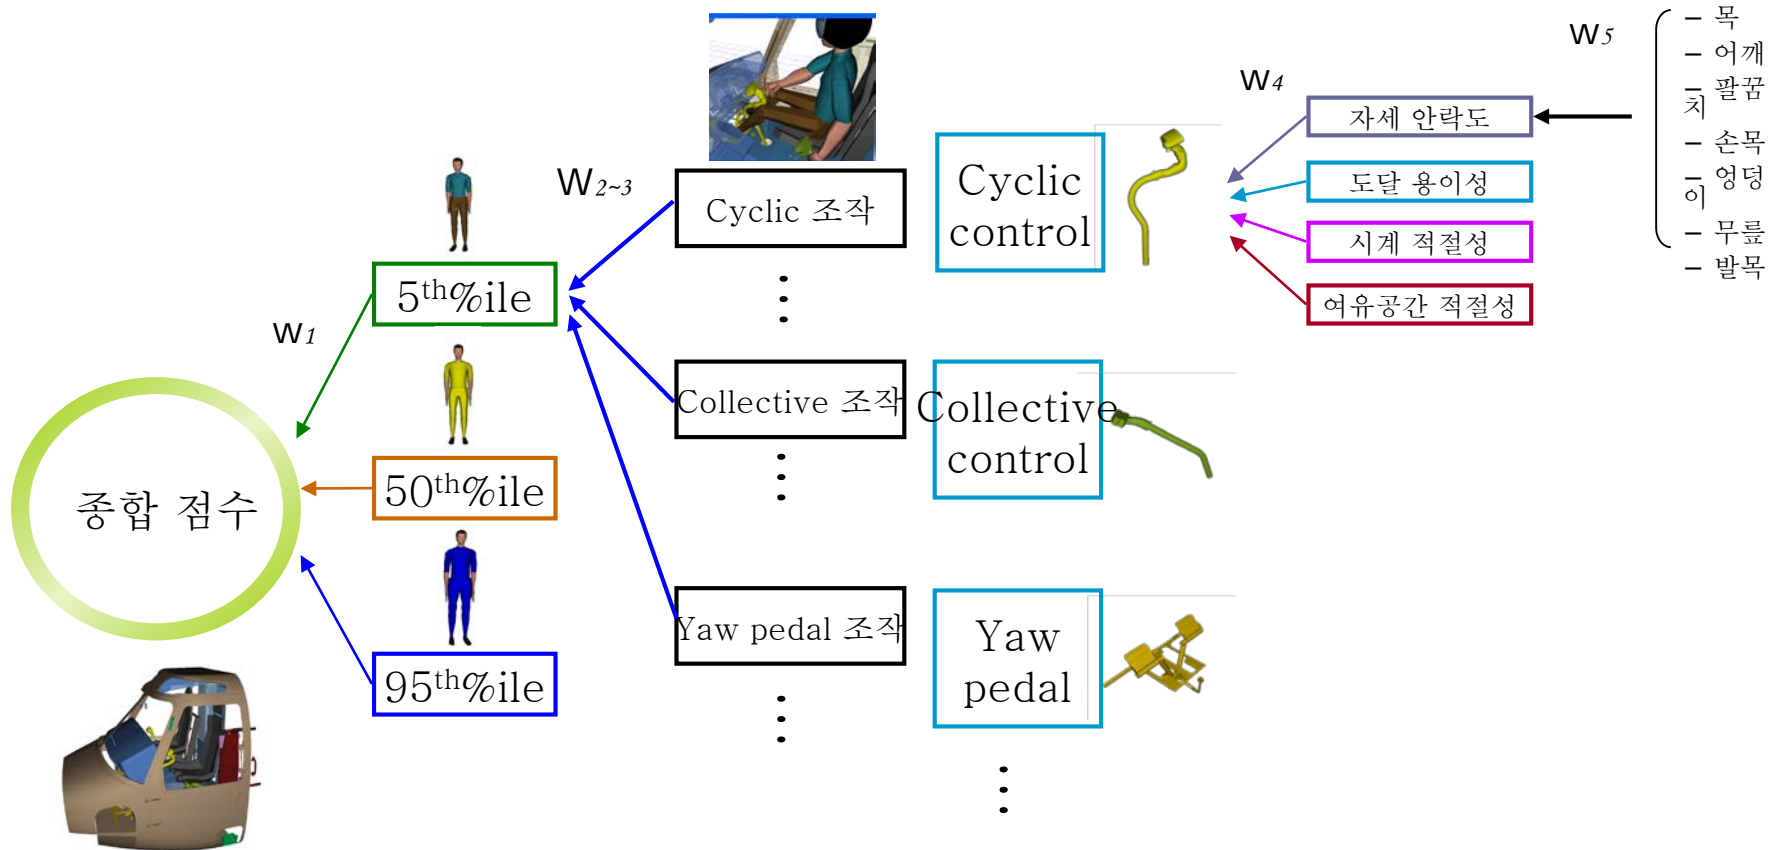 W1
종합 점수
5th%ile
50th%ile
95th%ile
W2~3
Cyclic 조작
Collective 조작
Yaw pedal 조작
Cyclic
control
Collective
control
Yaw
pedal
W4
자세 안락도
도달 용이성
시계 적절성
여유공간 적절성
W5
– 목
– 어깨
– 팔꿈
치
– 손목
– 엉덩
이
– 무릎
– 발목